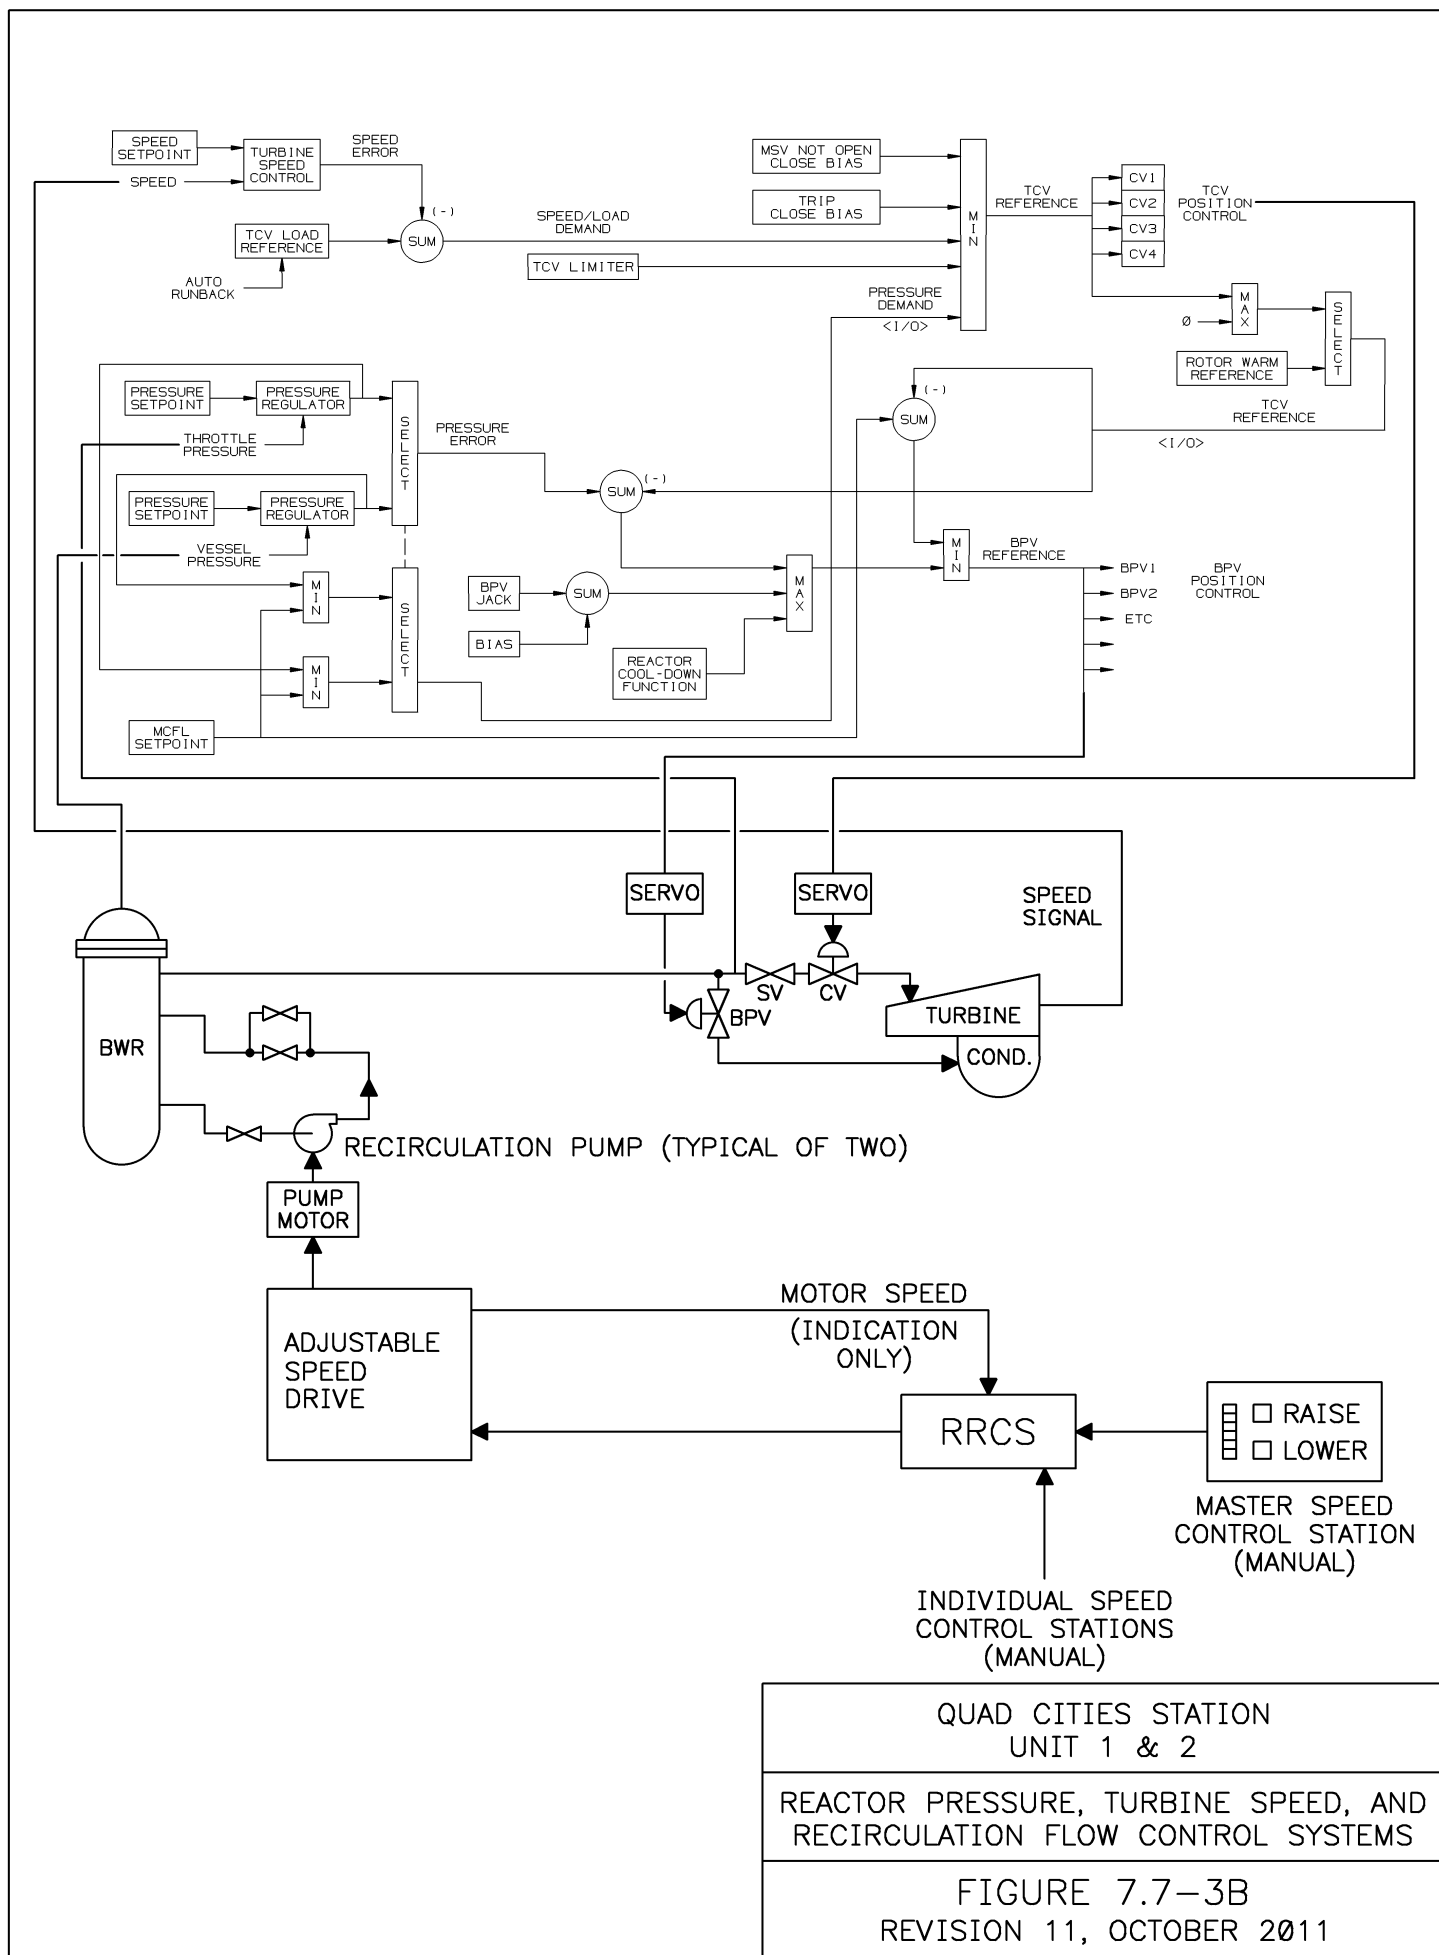 SPEED
SETPOINT
SPEED
TURBINE
SPEED
CONTROL
SPEED
ERROR
(-)
TCV LOAD
REFERENCE
SUM
AUTO
RUNBACK
SPEED/LOAD
DEMAND
TCV LIMITER
MSV NOT OPEN
CLOSE BIAS
TRIP
CLOSE BIAS
PRESSURE
DEMAND
<I/O>
MIN
TCV
REFERENCE
CV1
CV2
CV3
CV4
TCV
POSITION
CONTROL
Ø
MAX
SELECT
ROTOR WARM
REFERENCE
TCV
REFERENCE
<I/O>
PRESSURE
SETPOINT
PRESSURE
REGULATOR
THROTTLE
PRESSURE
SELECT
PRESSURE
ERROR
PRESSURE
SETPOINT
PRESSURE
REGULATOR
VESSEL
PRESSURE
SUM
(-)
SUM
(-)
MIN
MIN
SELECT
MCFL
SETPOINT
BPV
JACK
SUM
BIAS
REACTOR
COOL-DOWN
FUNCTION
MAX
MIN
BPV
REFERENCE
BPV1
BPV2
ETC
BPV
POSITION
CONTROL
SERVO
SERVO
SPEED
SIGNAL
SV
CV
BPV
TURBINE
COND.
BWR
RECIRCULATION PUMP (TYPICAL OF TWO)
PUMP
MOTOR
ADJUSTABLE
SPEED
DRIVE
MOTOR SPEED
(INDICATION
ONLY)
RRCS
RAISE
LOWER
MASTER SPEED
CONTROL STATION
(MANUAL)
INDIVIDUAL SPEED
CONTROL STATIONS
(MANUAL)
QUAD CITIES STATION
UNIT 1 & 2
REACTOR PRESSURE, TURBINE SPEED, AND
RECIRCULATION FLOW CONTROL SYSTEMS
FIGURE 7.7-3B
REVISION 11, OCTOBER 2011